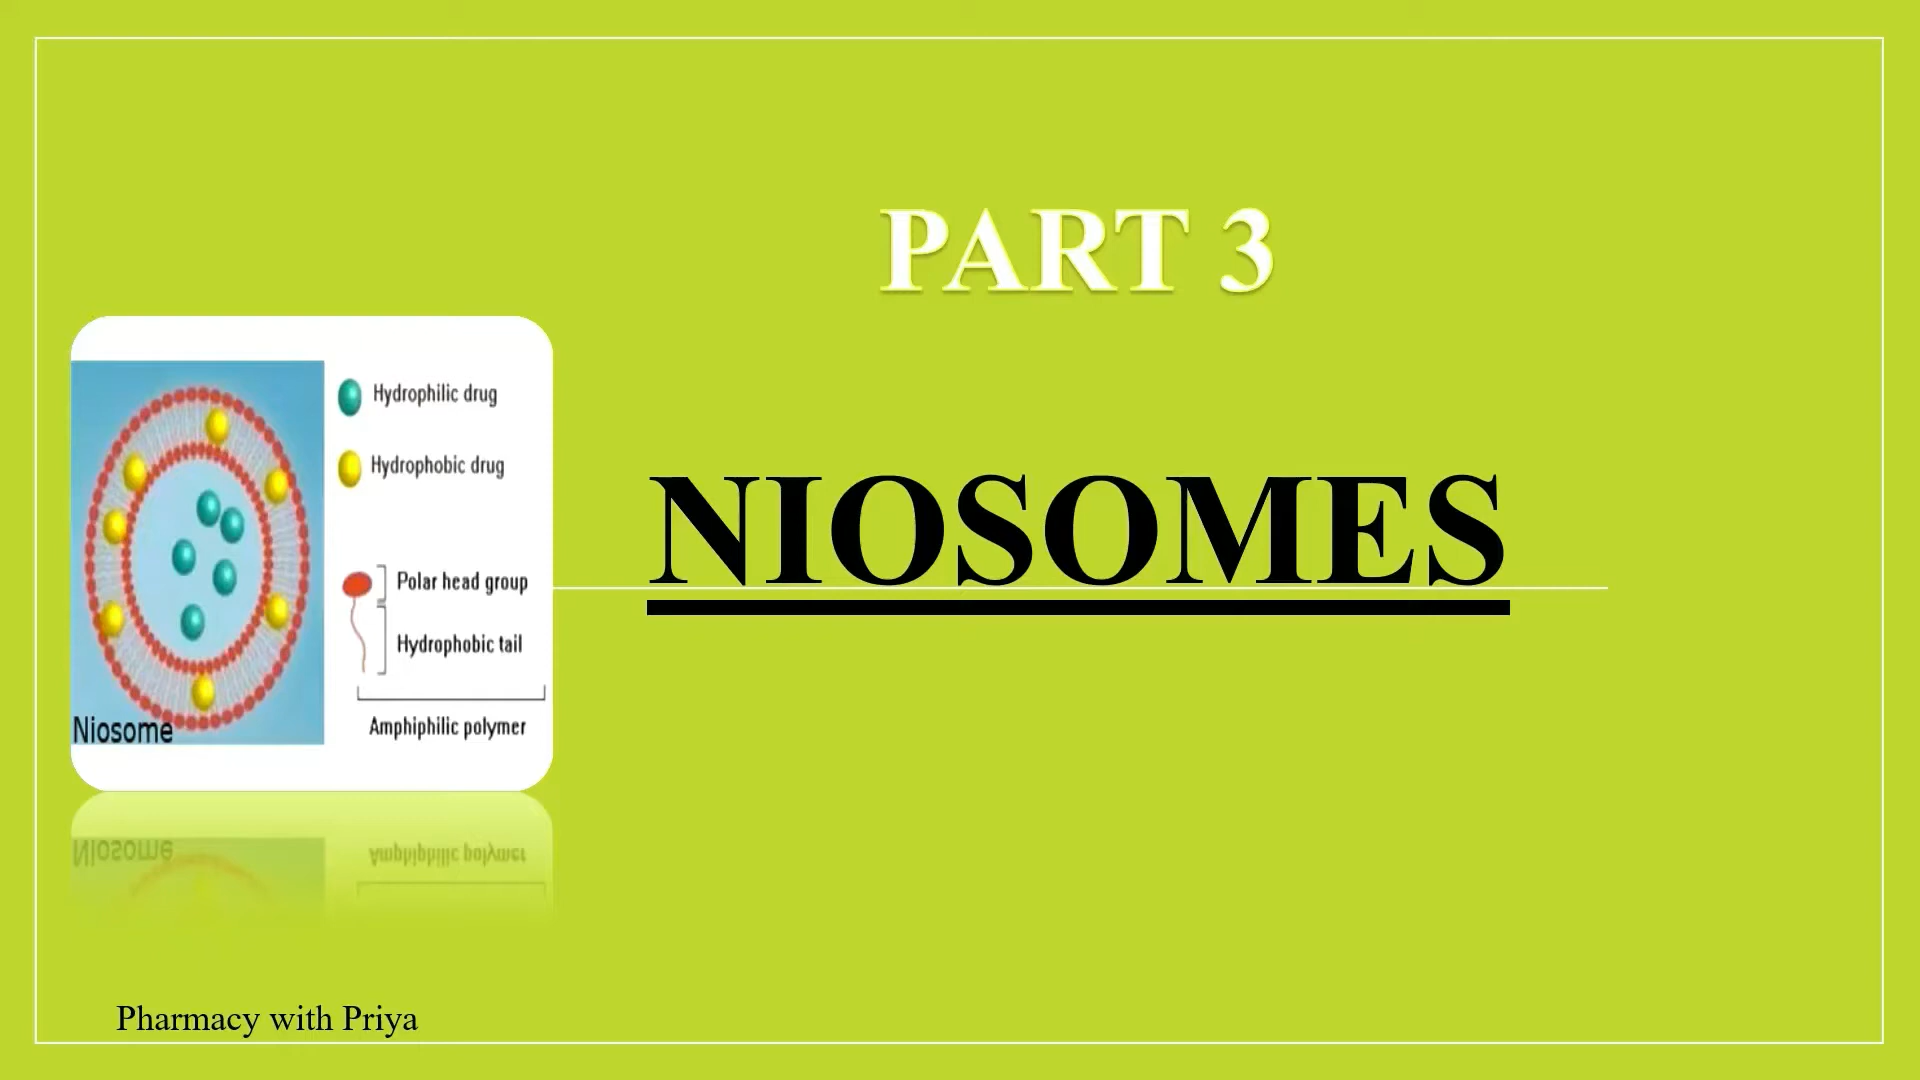 PART 3
Hydrophilic drug
Hydrophobic drug
NIOSOMES
Polar head group
Hydrophobic tail
Amphiphilic polymer
Niosome
Pharmacy with Priya